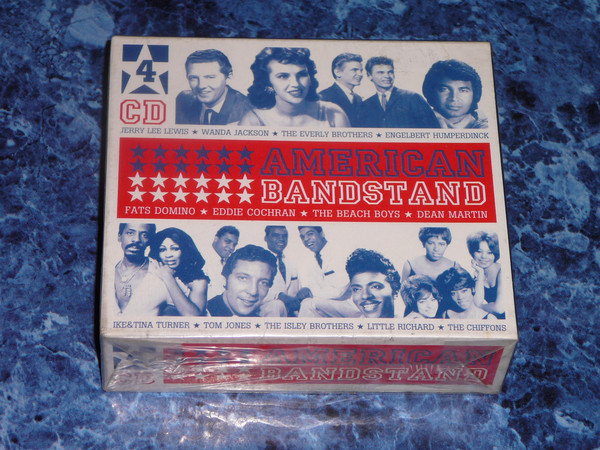 4
CD
JERRY LEE LEWIS ★ WANDA JACKSON ★ THE EVERLY BROTHERS ★ ENGELBERT HUMPERDINCK
AMERICAN
BANDSTAND
FATS DOMINO ★ EDDIE COCHRAN ★ THE BEACH BOYS ★ DEAN MARTIN
IKE&TINA TURNER ★ TOM JONES ★ THE ISLEY BROTHERS ★ LITTLE RICHARD ★ THE CHIFFONS
AMERICAN
BANDSTAND